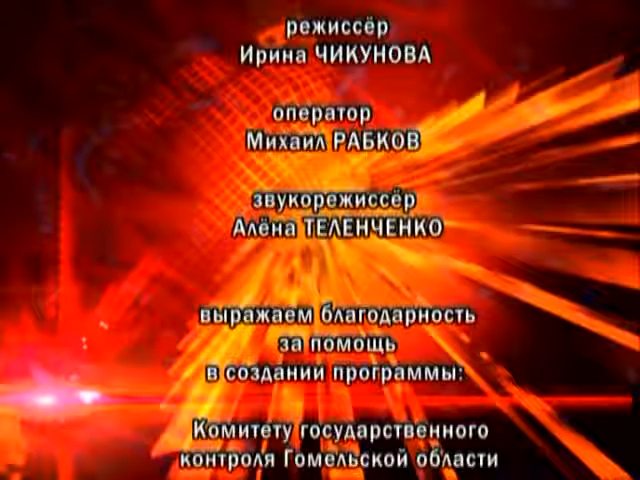 режиссёр
Ирина ЧИКУНОВА
оператор
Михаил РАБКОВ
звукорежиссёр
Алёна ТЕЛЕНЧЕНКО
выражаем благодарность
за помощь
в создании программы:
Комитету государственного
контроля Гомельской области